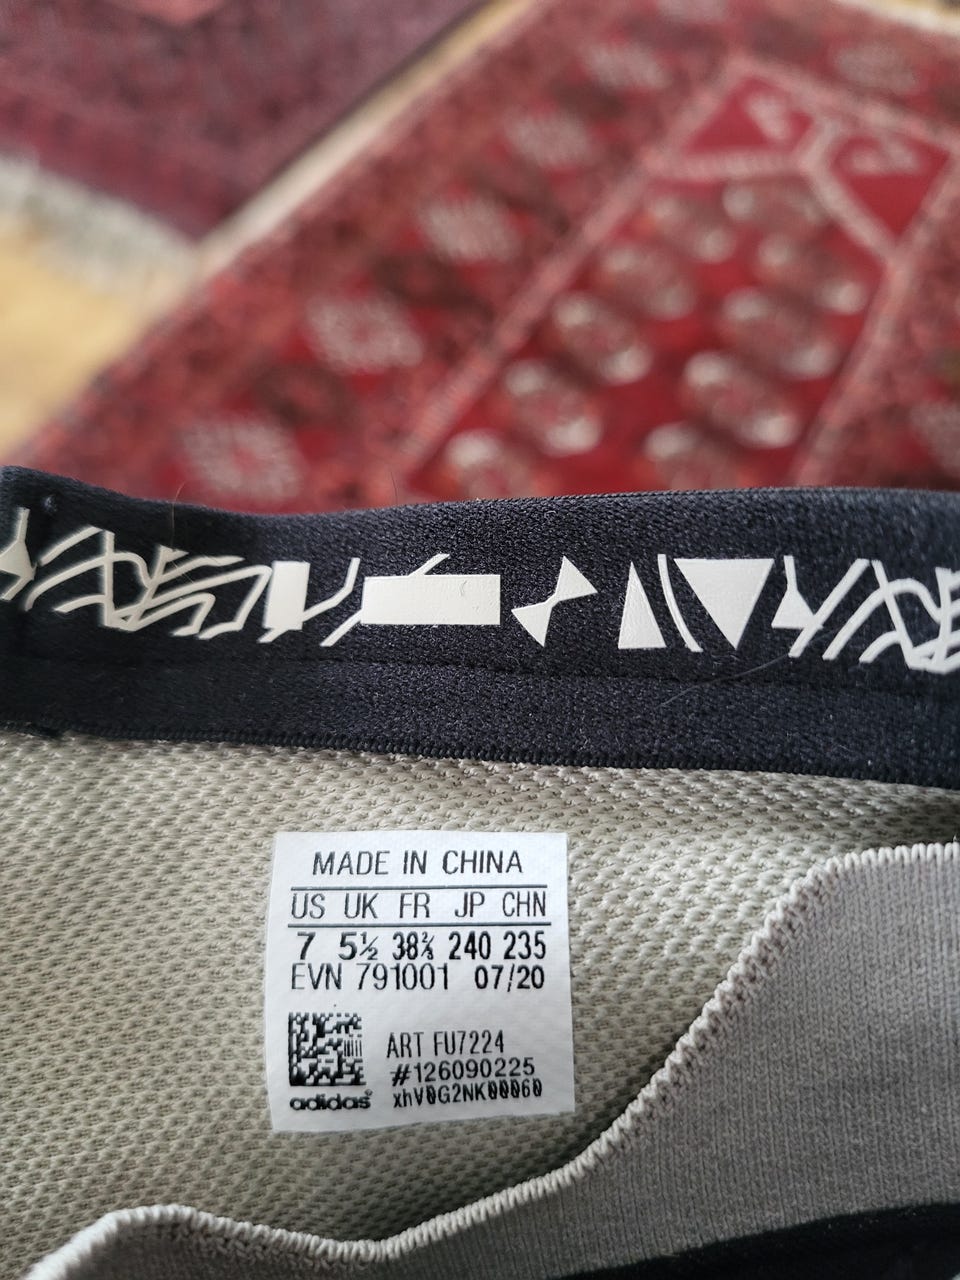 MADE IN CHINA
US UK FR JP CHN
7 5½ 38⅔ 240 235
EVN 791001 07/20
ART FU7224
#126090225
adidas xhV0G2NK00060